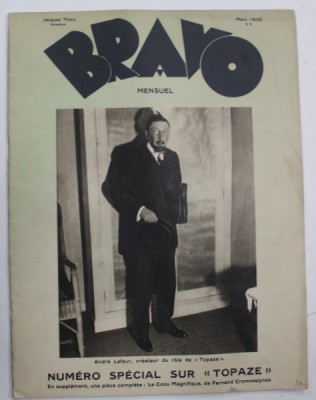 Jacques Théry
Directeur
Mars 1930
BRAVO
MENSUEL
André Lefaur, créateur du rôle de « Topaze »
NUMÉRO SPÉCIAL SUR « TOPAZE »
En supplément, une pièce complète : Le Cocu Magnifique, de Fernand Crommelynck